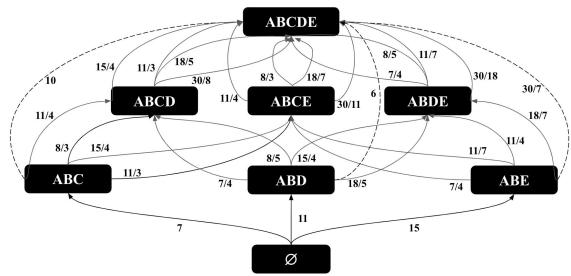 ABCDE
10 15/4 11/3 18/5 30/8 8/3 18/7 6 8/5 11/7 30/18 30/7
11/4 30/11 7/4
ABCD ABCE ABDE
11/4 18/7
8/3 15/4 11/3 8/5 15/4 11/7 11/4
7/4 18/5 7/4
ABC ABD ABE
7 11 15
∅